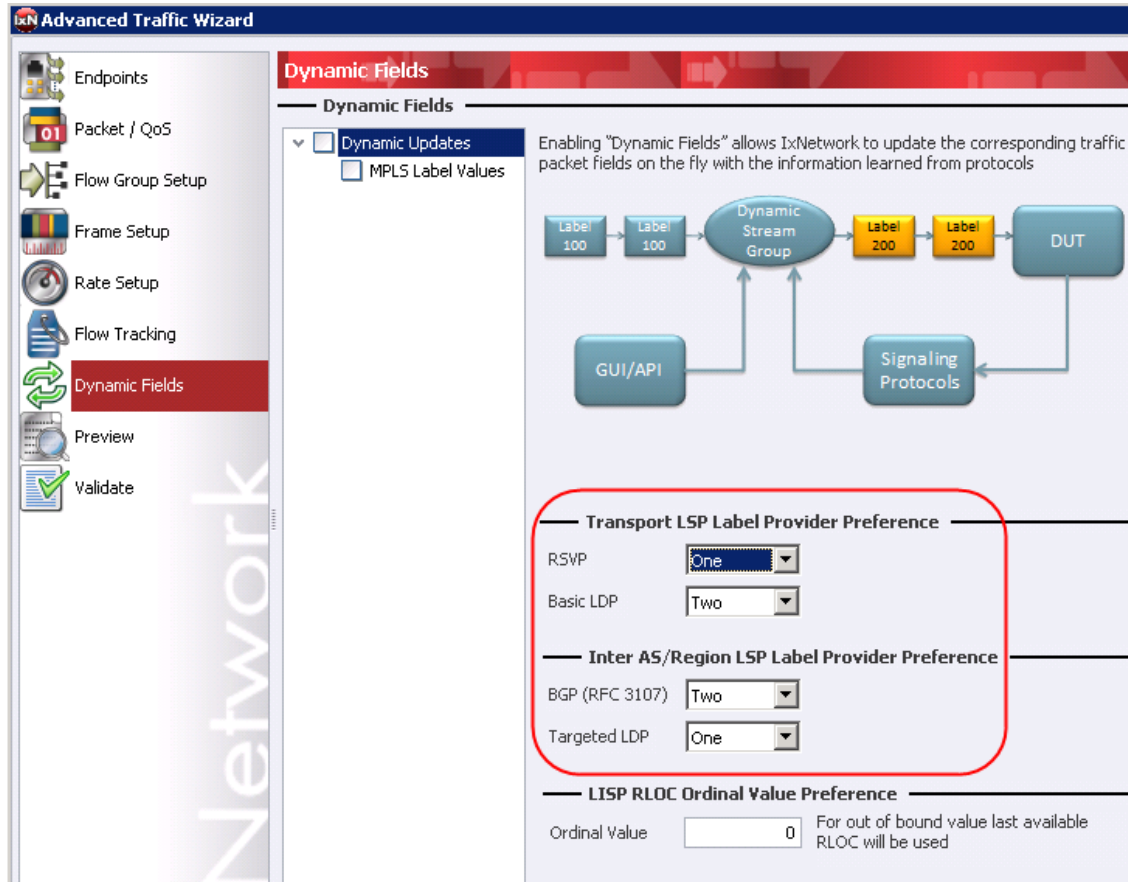 IxN Advanced Traffic Wizard
Endpoints
Packet / QoS
Flow Group Setup
Frame Setup
Rate Setup
Flow Tracking
Dynamic Fields
Preview
Validate
Network
Dynamic Fields
Dynamic Fields
Dynamic Updates
MPLS Label Values
Enabling "Dynamic Fields" allows IxNetwork to update the corresponding traffic
packet fields on the fly with the information learned from protocols
Label
100
Label
100
Dynamic
Stream
Group
Label
200
Label
200
DUT
GUI/API
Signaling
Protocols
Transport LSP Label Provider Preference
RSVP One
Basic LDP Two
Inter AS/Region LSP Label Provider Preference
BGP (RFC 3107) Two
Targeted LDP One
LISP RLOC Ordinal Value Preference
Ordinal Value 0 For out of bound value last available
RLOC will be used